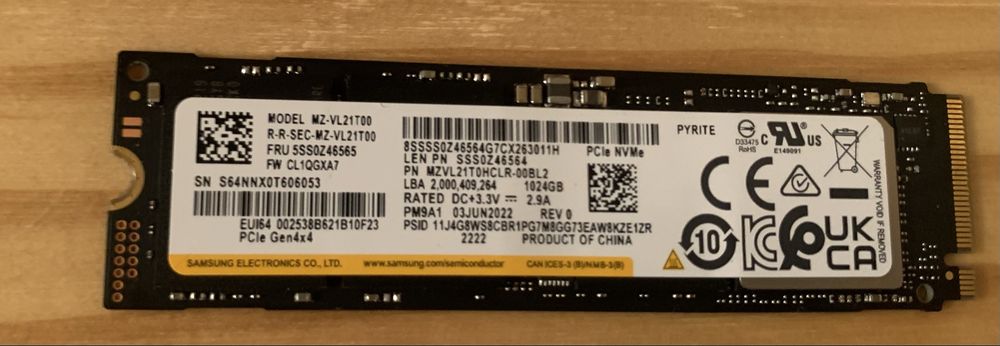 MODEL MZ-VL21T00
R-R-SEC-MZ-VL21T00
FRU 5SS0Z46565
FW CL1QGXA7
SN S64NNX0T606053
EUI64 002538B621B10F23
PCIe Gen4x4
8SSSS0Z46564G7CX263011H
PCIe NVMe
LEN PN SSS0Z46564
PN MZVL21T0HCLR-00BL2
LBA 2,000,409,264 1024GB
RATED DC+3.3V 2.9A
PM9A1 03JUN2022 REV 0
PSID 11J4G8WS8CBR1PG7M8GG73EAW8KZE1ZR
2222 PRODUCT OF CHINA
PYRITE
D33475
RoHS
c RU US
E149091
CE
10
KC
UK
CA
WARRANTY VOID IF REMOVED
SAMSUNG ELECTRONICS CO., LTD. www.samsung.com/semiconductor CAN ICES-3 (B)/NMB-3(B)